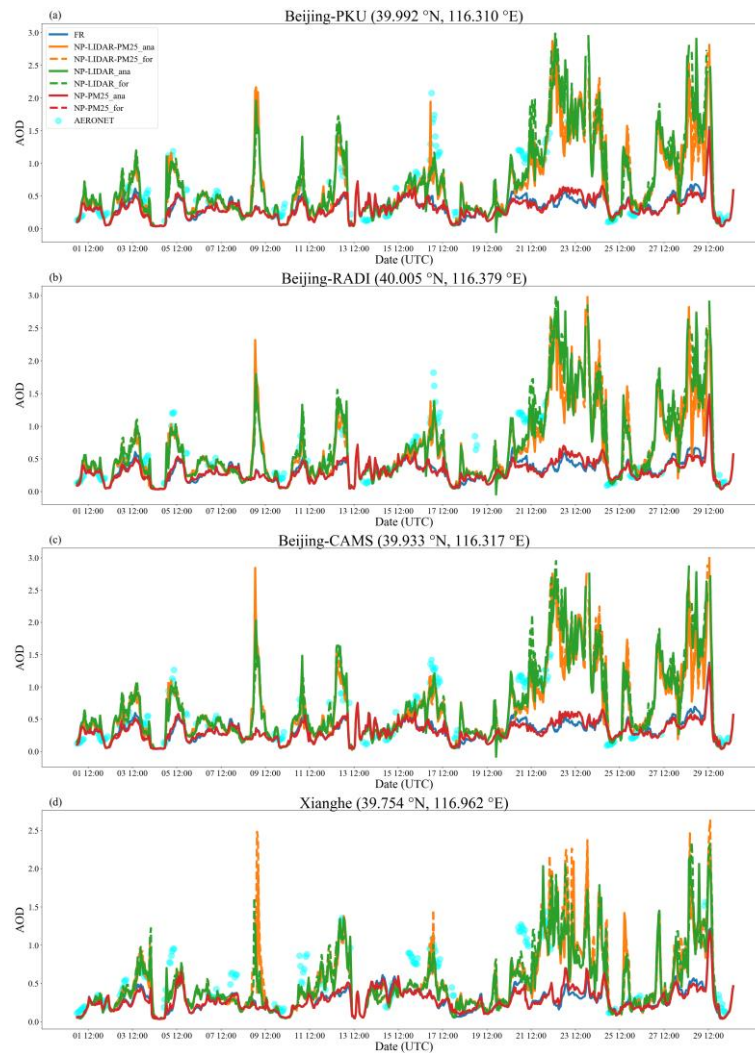 (a)
Beijing-PKU (39.992 °N, 116.310 °E)
FR
NP-LIDAR-PM25_ana
NP-LIDAR-PM25_for
NP-LIDAR_ana
NP-LIDAR_for
NP-PM25_ana
NP-PM25_for
AERONET
AOD
3.0
2.5
2.0
1.5
1.0
0.5
0.0
01 12:00 03 12:00 05 12:00 07 12:00 09 12:00 11 12:00 13 12:00 15 12:00 17 12:00 19 12:00 21 12:00 23 12:00 25 12:00 27 12:00 29 12:00
Date (UTC)
(b)
Beijing-RADI (40.005 °N, 116.379 °E)
AOD
3.0
2.5
2.0
1.5
1.0
0.5
0.0
01 12:00 03 12:00 05 12:00 07 12:00 09 12:00 11 12:00 13 12:00 15 12:00 17 12:00 19 12:00 21 12:00 23 12:00 25 12:00 27 12:00 29 12:00
Date (UTC)
(c)
Beijing-CAMS (39.933 °N, 116.317 °E)
AOD
3.0
2.5
2.0
1.5
1.0
0.5
0.0
01 12:00 03 12:00 05 12:00 07 12:00 09 12:00 11 12:00 13 12:00 15 12:00 17 12:00 19 12:00 21 12:00 23 12:00 25 12:00 27 12:00 29 12:00
Date (UTC)
(d)
Xianghe (39.754 °N, 116.962 °E)
AOD
2.5
2.0
1.5
1.0
0.5
0.0
01 12:00 03 12:00 05 12:00 07 12:00 09 12:00 11 12:00 13 12:00 15 12:00 17 12:00 19 12:00 21 12:00 23 12:00 25 12:00 27 12:00 29 12:00
Date (UTC)